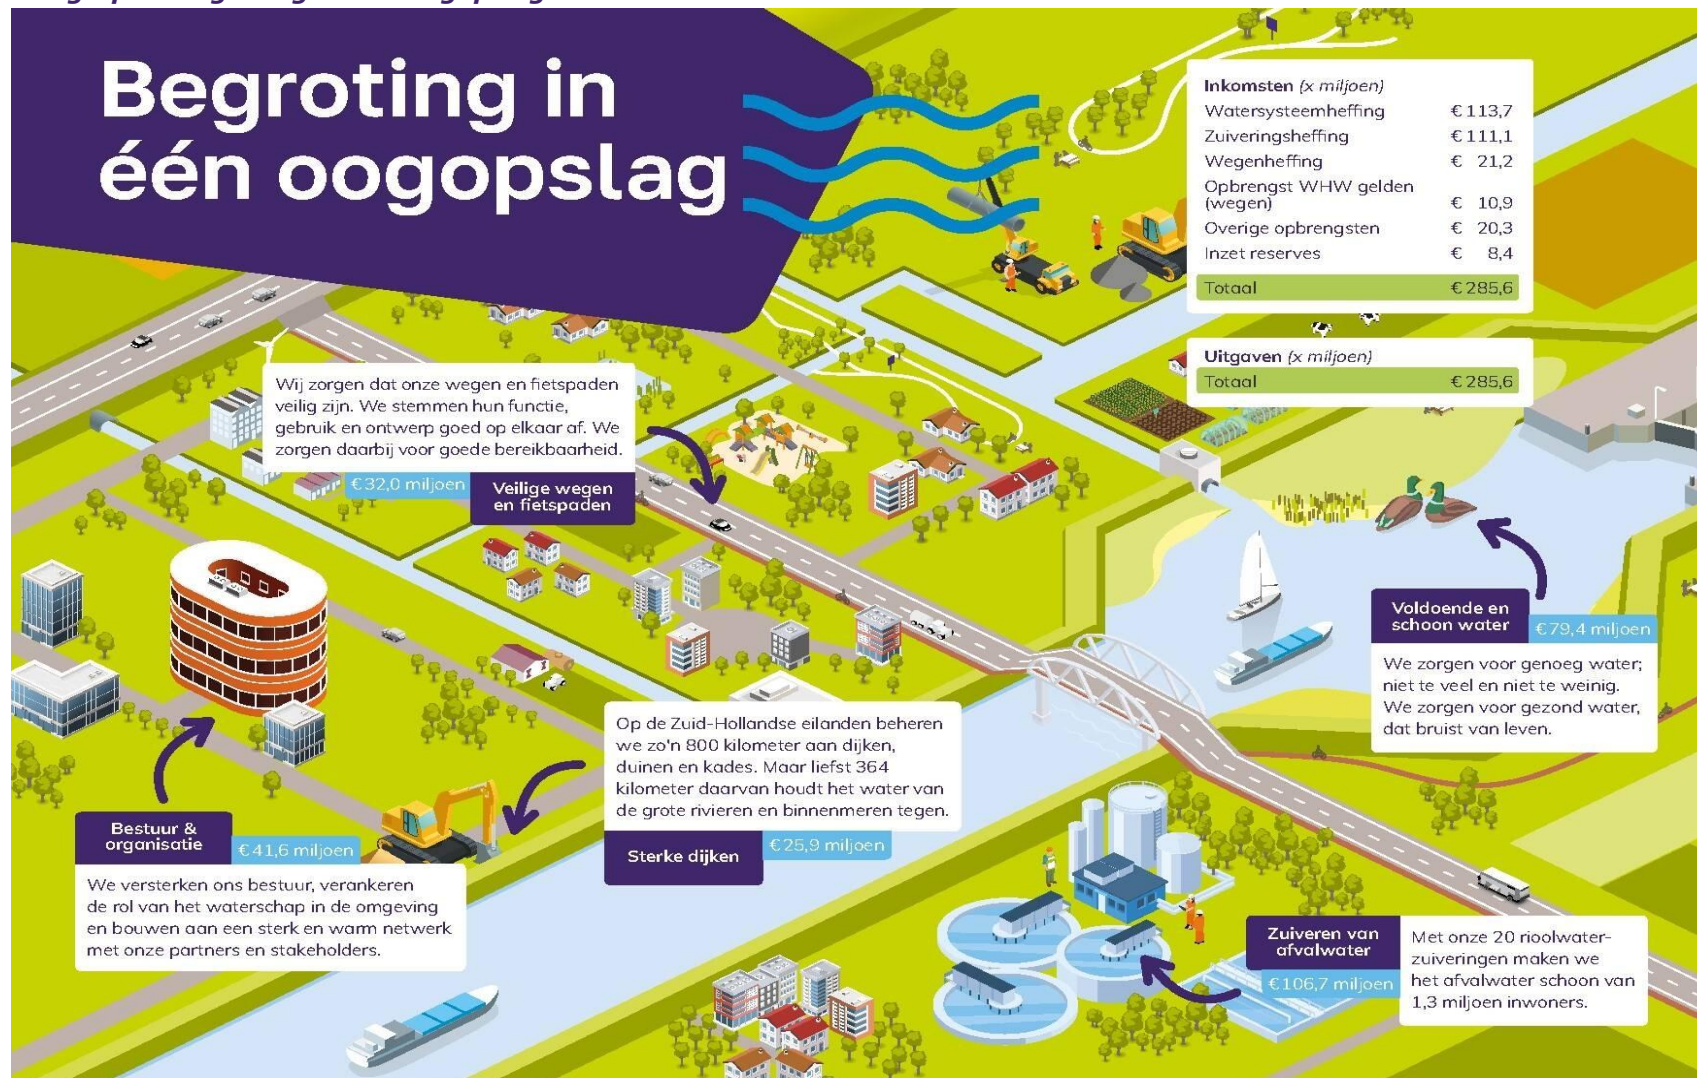 Begroting in
één oogopslag
Inkomsten (x miljoen)
Watersysteemheffing € 113,7
Zuiveringsheffing € 111,1
Wegenheffing € 21,2
Opbrengst WHW gelden
(wegen) € 10,9
Overige opbrengsten € 20,3
Inzet reserves € 8,4
Totaal € 285,6
Uitgaven (x miljoen)
Totaal € 285,6
Wij zorgen dat onze wegen en fietspaden
veilig zijn. We stemmen hun functie,
gebruik en ontwerp goed op elkaar af. We
zorgen daarbij voor goede bereikbaarheid.
€ 32,0 miljoen
Veilige wegen
en fietspaden
Voldoende en
schoon water
€ 79,4 miljoen
We zorgen voor genoeg water;
niet te veel en niet te weinig.
We zorgen voor gezond water,
dat bruist van leven.
Op de Zuid-Hollandse eilanden beheren
we zo'n 800 kilometer aan dijken,
duinen en kades. Maar liefst 364
kilometer daarvan houdt het water van
de grote rivieren en binnenmeren tegen.
Sterke dijken
€ 25,9 miljoen
Bestuur &
organisatie
€ 41,6 miljoen
We versterken ons bestuur, verankeren
de rol van het waterschap in de omgeving
en bouwen aan een sterk en warm netwerk
met onze partners en stakeholders.
Zuiveren van
afvalwater
€ 106,7 miljoen
Met onze 20 rioolwater-
zuiveringen maken we
het afvalwater schoon van
1,3 miljoen inwoners.